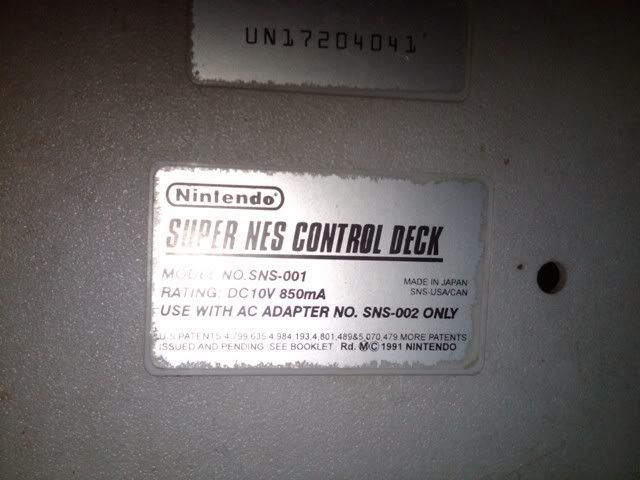 UN17204041
Nintendo®
SUPER NES CONTROL DECK
MODEL NO. SNS-001
RATING: DC10V 850mA
MADE IN JAPAN
SNS-USA/CAN
USE WITH AC ADAPTER NO. SNS-002 ONLY
U.S PATENTS 4,799,635 4,984,193,4,801,489&5,070,479 MORE PATENTS
ISSUED AND PENDING SEE BOOKLET Rd. M©1991 NINTENDO